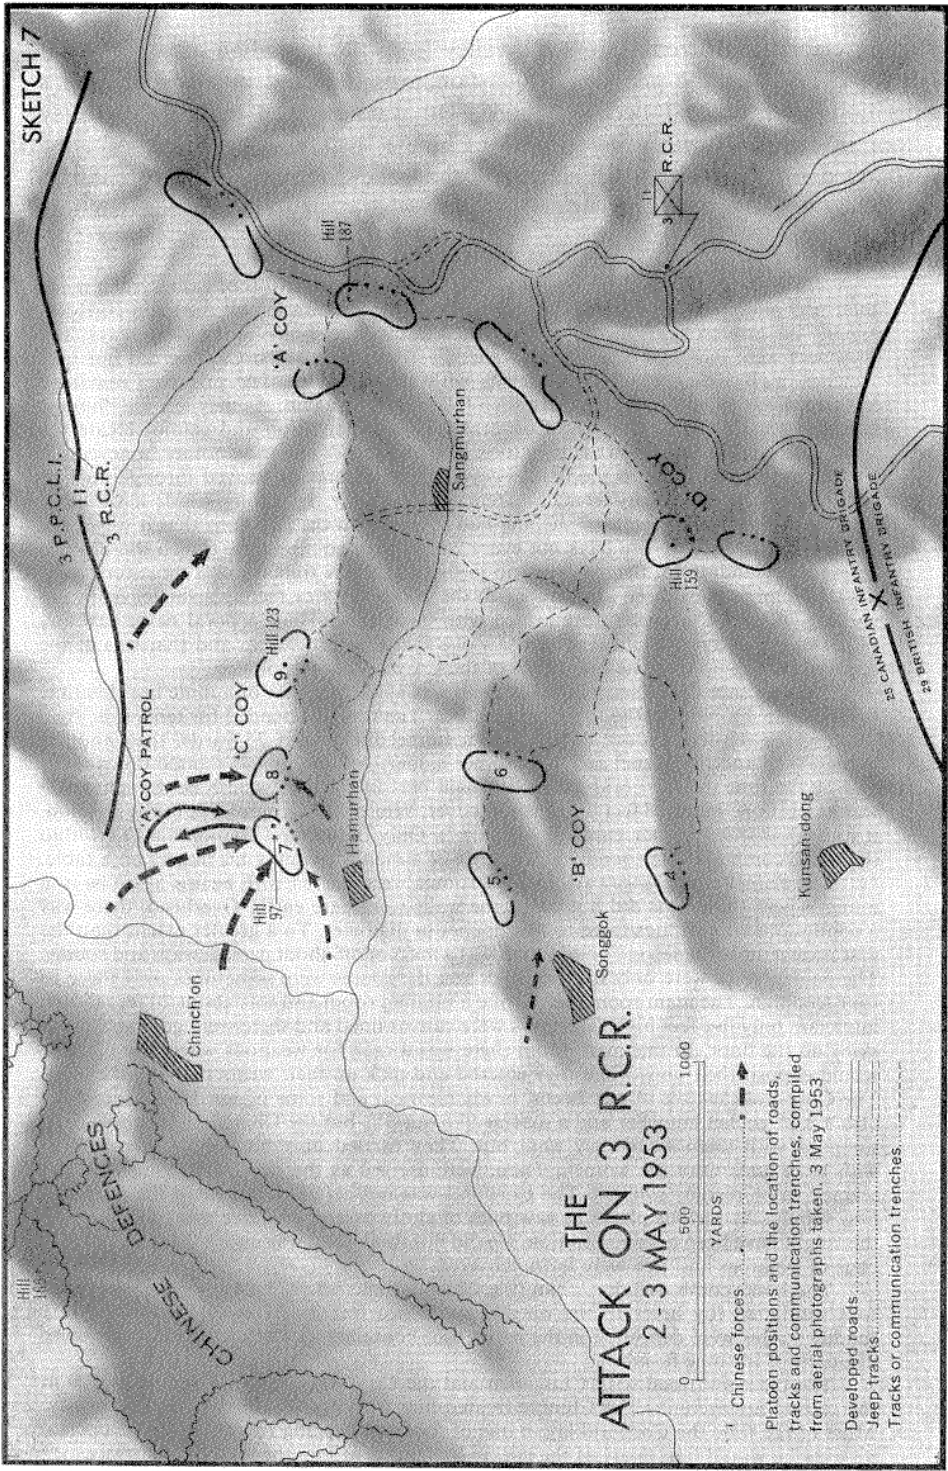 SKETCH 7
3 P.P.C.L.I.
II
3 R.C.R.
'A' COY PATROL
'A' COY
Hill
187
'C' COY
Hill 123
9
8
7
Hill
97
Chinch'on
Hamurhan
Sangmurhan
3
II
R.C.R.
CHINESE
DEFENCES
Hill
'B' COY
6
5
4
Songgok
Kunsan-dong
'D' COY
Hill
159
25 CANADIAN INFANTRY BRIGADE
X
29 BRITISH INFANTRY BRIGADE
THE
ATTACK ON 3 R.C.R.
2 - 3 MAY 1953
0 500 1000
YARDS
Chinese forces
Platoon positions and the location of roads,
tracks and communication trenches, compiled
from aerial photographs taken. 3 May 1953
Developed roads
Jeep tracks
Tracks or communication trenches